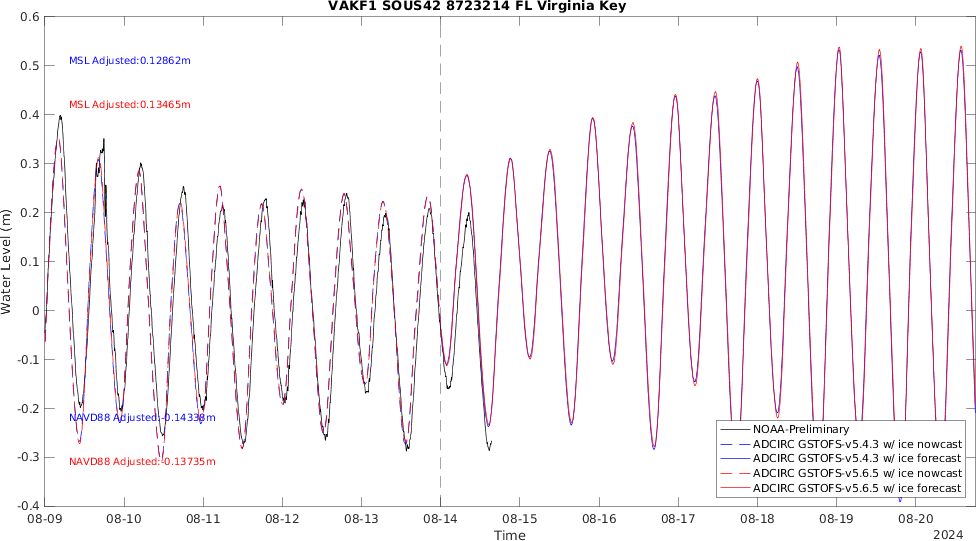 VAKF1 SOUS42 8723214 FL Virginia Key
Water Level (m)
0.6
0.5
0.4
0.3
0.2
0.1
0
-0.1
-0.2
-0.3
-0.4
MSL Adjusted:0.12862m
MSL Adjusted:0.13465m
NAVD88 Adjusted:-0.14338m
NAVD88 Adjusted:-0.13735m
NOAA-Preliminary
ADCIRC GSTOFS-v5.4.3 w/ ice nowcast
ADCIRC GSTOFS-v5.4.3 w/ ice forecast
ADCIRC GSTOFS-v5.6.5 w/ ice nowcast
ADCIRC GSTOFS-v5.6.5 w/ ice forecast
08-09 08-10 08-11 08-12 08-13 08-14 08-15 08-16 08-17 08-18 08-19 08-20
Time
2024